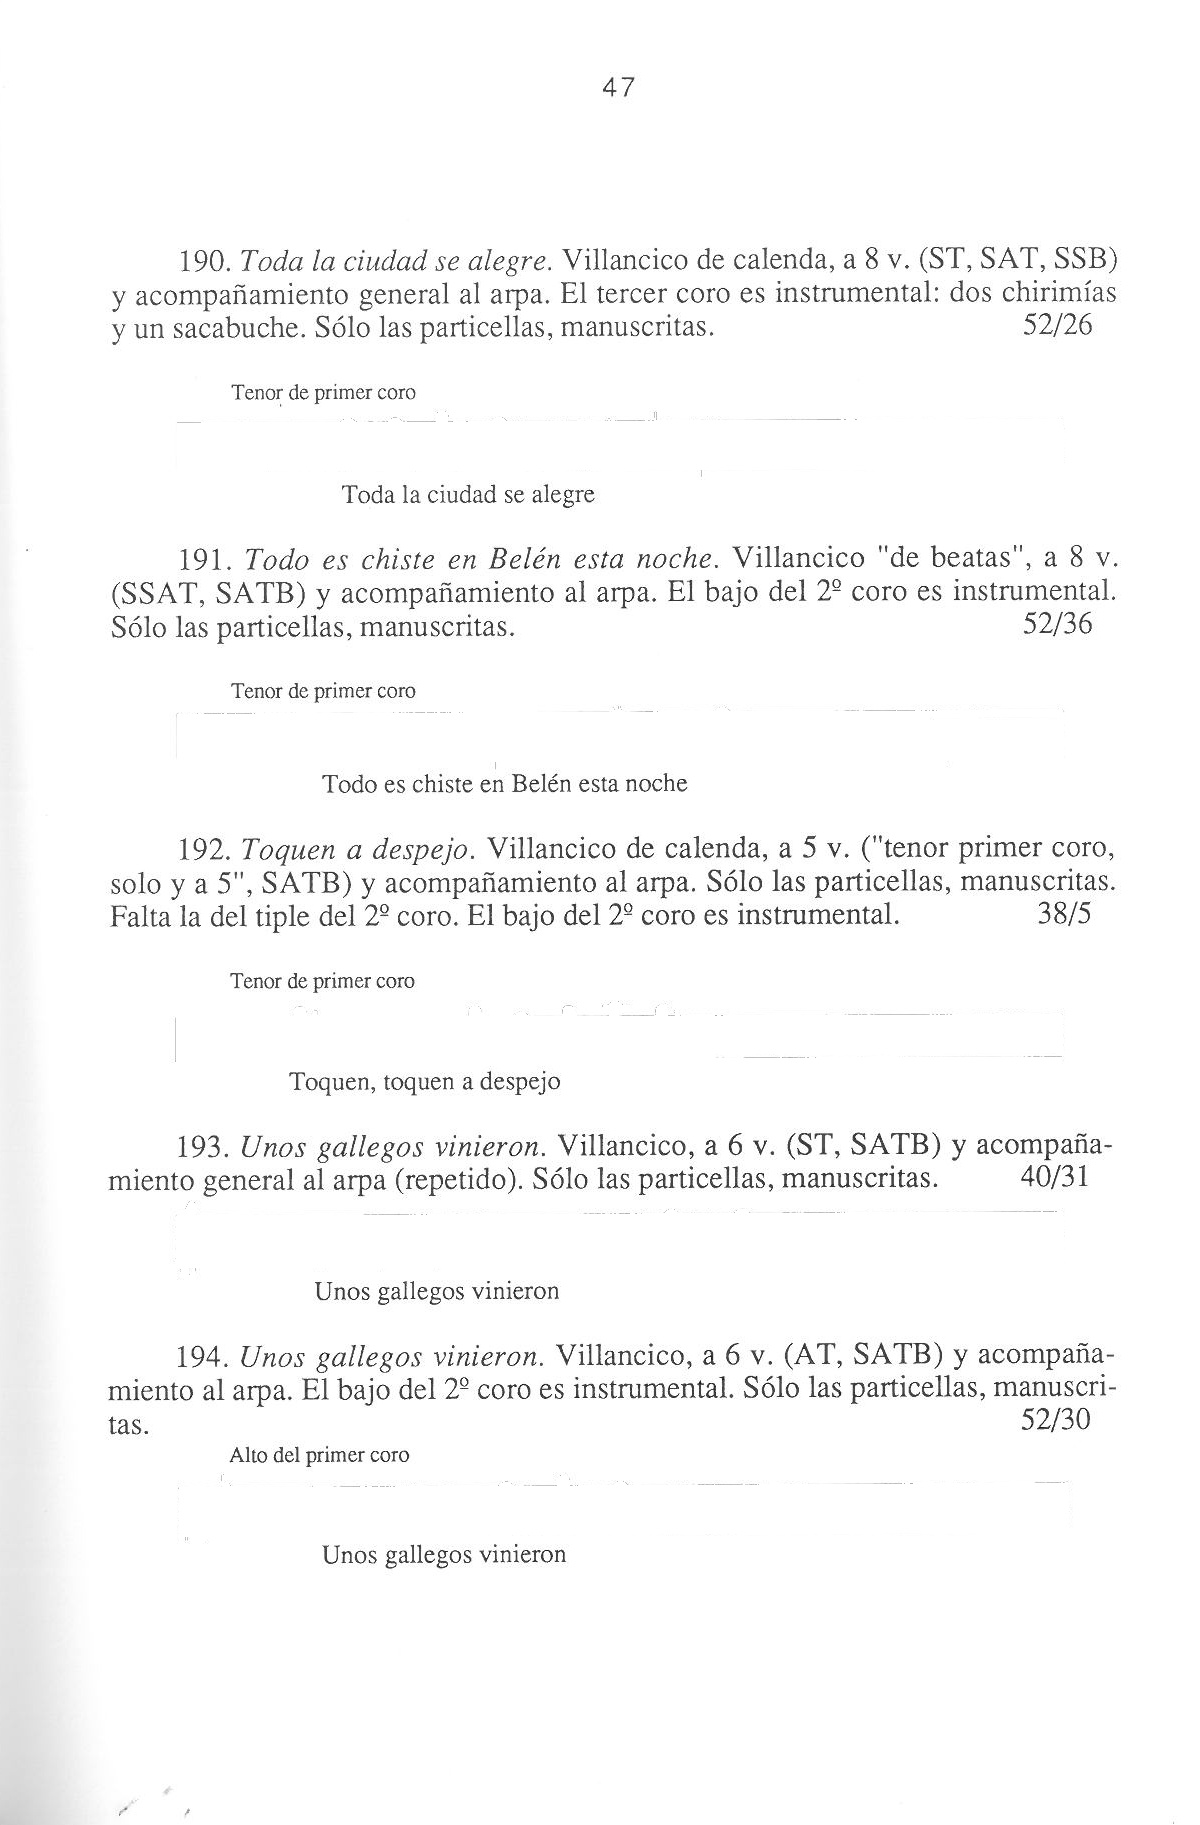 47
190. Toda la ciudad se alegre. Villancico de calenda, a 8 v. (ST, SAT, SSB)
y acompañamiento general al arpa. El tercer coro es instrumental: dos chirimías
y un sacabuche. Sólo las particellas, manuscritas. 52/26
Tenor de primer coro
Toda la ciudad se alegre
191. Todo es chiste en Belén esta noche. Villancico "de beatas", a 8 v.
(SSAT, SATB) y acompañamiento al arpa. El bajo del 2º coro es instrumental.
Sólo las particellas, manuscritas. 52/36
Tenor de primer coro
Todo es chiste en Belén esta noche
192. Toquen a despejo. Villancico de calenda, a 5 v. ("tenor primer coro,
solo y a 5", SATB) y acompañamiento al arpa. Sólo las particellas, manuscritas.
Falta la del tiple del 2º coro. El bajo del 2º coro es instrumental. 38/5
Tenor de primer coro
Toquen, toquen a despejo
193. Unos gallegos vinieron. Villancico, a 6 v. (ST, SATB) y acompaña-
miento general al arpa (repetido). Sólo las particellas, manuscritas. 40/31
Unos gallegos vinieron
194. Unos gallegos vinieron. Villancico, a 6 v. (AT, SATB) y acompaña-
miento al arpa. El bajo del 2º coro es instrumental. Sólo las particellas, manuscri-
tas. 52/30
Alto del primer coro
Unos gallegos vinieron